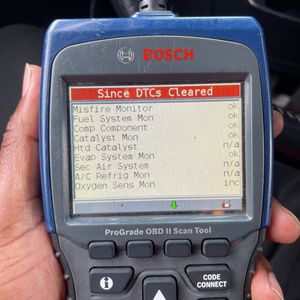 BOSCH
Since DTCs Cleared
Misfire Monitor ok
Fuel System Mon ok
Comp Component ok
Catalyst Mon ok
Htd Catalyst n/a
Evap System Mon ok
Sec Air System n/a
A/C Refrig Mon n/a
Oxygen Sens Mon inc
ProGrade OBD II Scan Tool
CODE
CONNECT